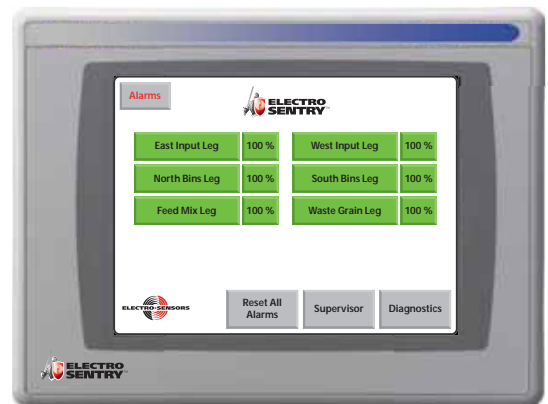 Alarms
ELECTRO
SENTRY
East Input Leg 100 % West Input Leg 100 %
North Bins Leg 100 % South Bins Leg 100 %
Feed Mix Leg 100 % Waste Grain Leg 100 %
ELECTRO-SENSORS
Reset All
Alarms
Supervisor
Diagnostics
ELECTRO
SENTRY